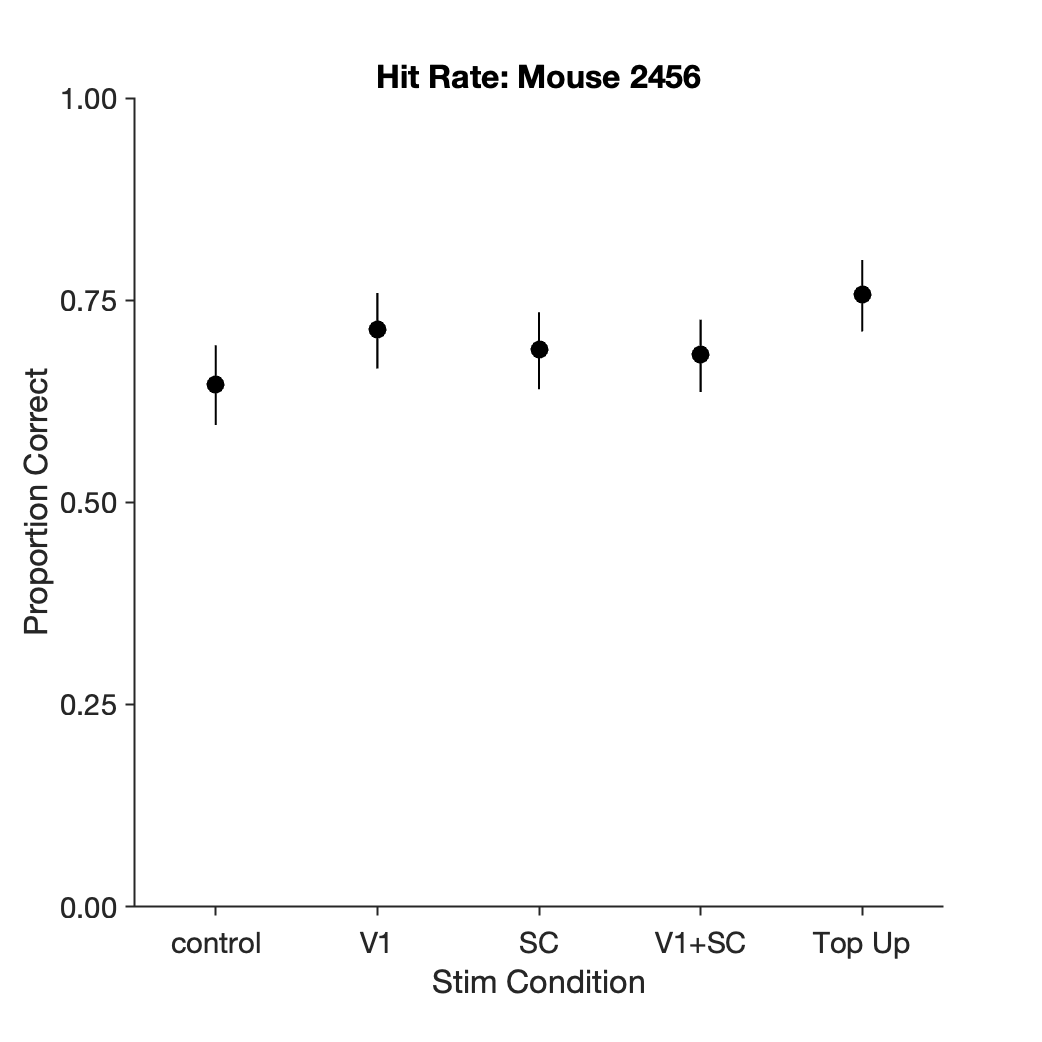 Hit Rate: Mouse 2456
1.00
0.75
0.50
0.25
0.00
Proportion Correct
control V1 SC V1+SC Top Up
Stim Condition